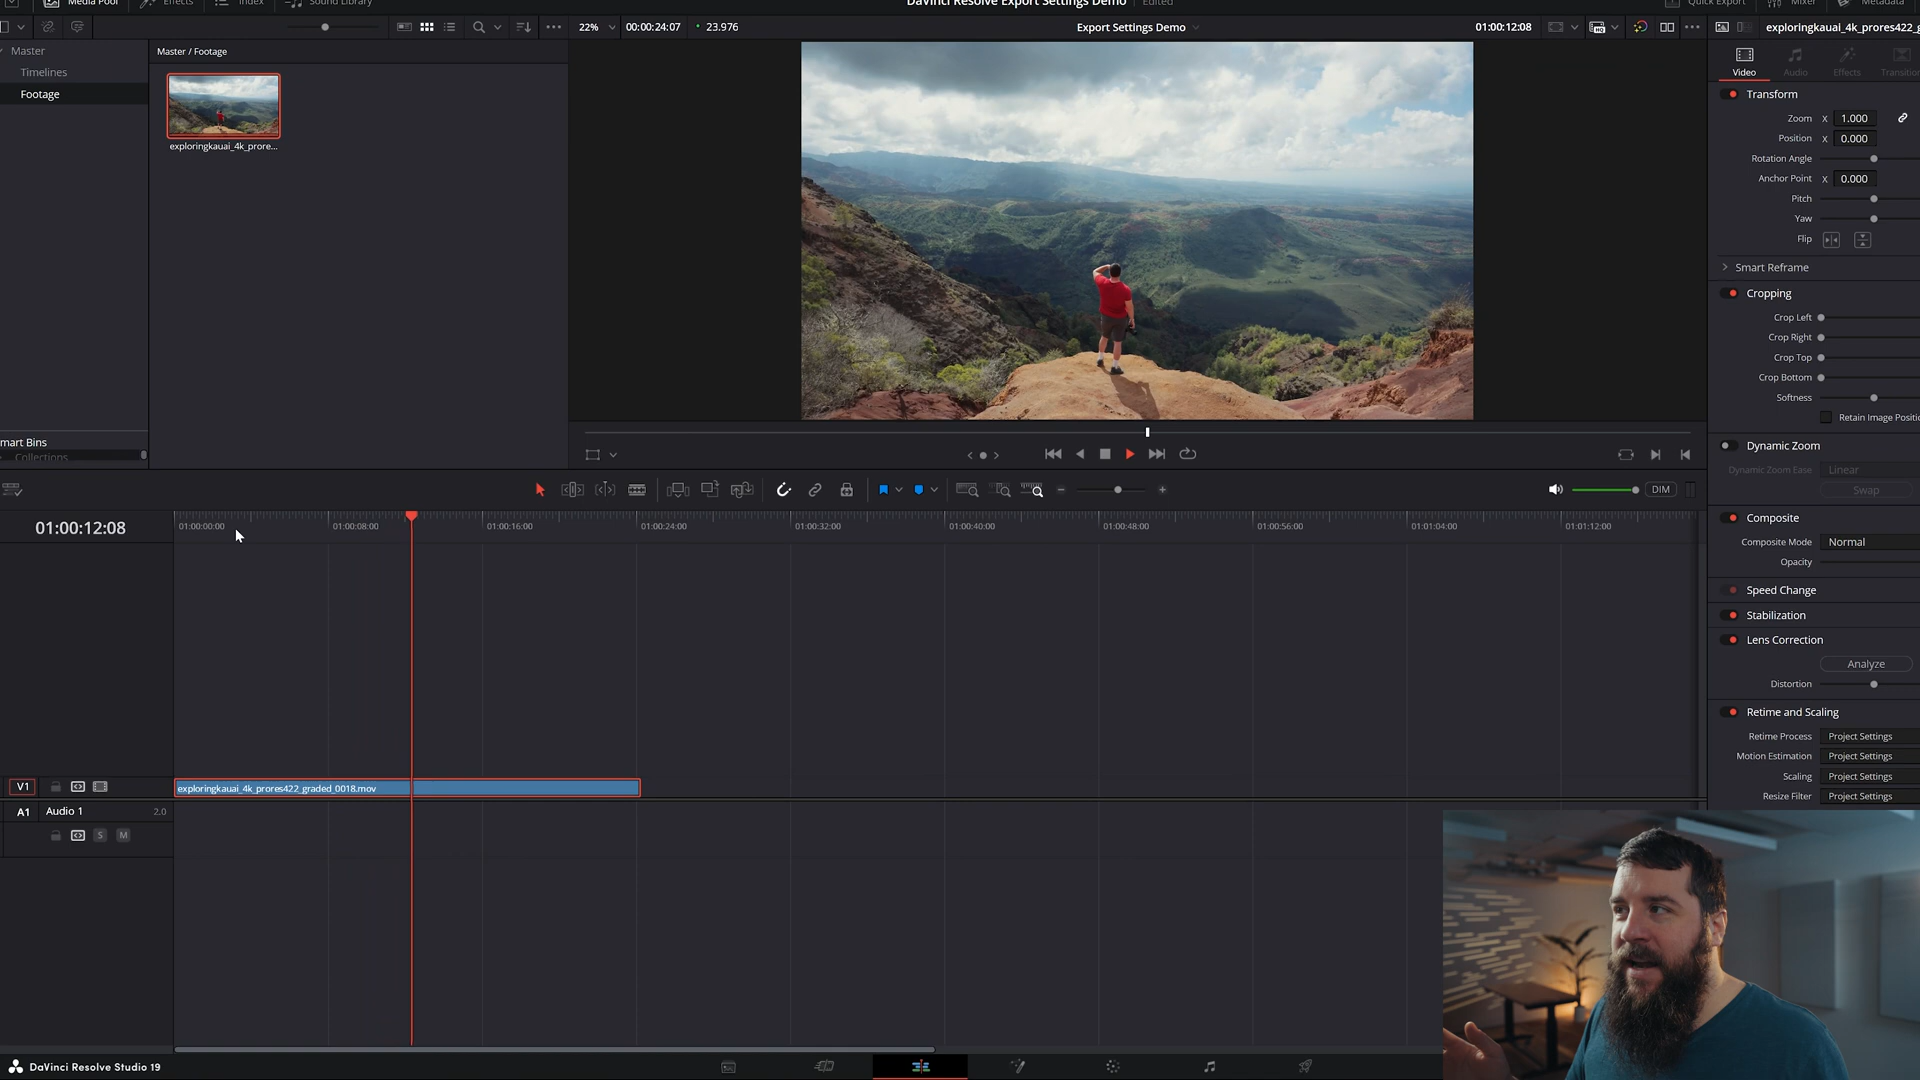 Media Pool
Effects
Index
Sound Library
DaVinci Resolve Export Settings Demo
Edited
Quick Export
Mixer
Metadata
22%
00:00:24:07
23.976
Export Settings Demo
01:00:12:08
exploringkauai_4k_prores422_g
Master
Master / Footage
Timelines
Footage
exploringkauai_4k_prore...
mart Bins
Collections
Video
Audio
Effects
Transition
Transform
Zoom X 1.000
Position X 0.000
Rotation Angle
Anchor Point X 0.000
Pitch
Yaw
Flip
Smart Reframe
Cropping
Crop Left
Crop Right
Crop Top
Crop Bottom
Softness
Retain Image Positio
Dynamic Zoom
Dynamic Zoom Ease Linear
Swap
Composite
Composite Mode Normal
Opacity
Speed Change
Stabilization
Lens Correction
Analyze
Distortion
Retime and Scaling
Retime Process Project Settings
Motion Estimation Project Settings
Scaling Project Settings
Resize Filter Project Settings
DIM
01:00:12:08
01:00:00:00
01:00:08:00
01:00:16:00
01:00:24:00
01:00:32:00
01:00:40:00
01:00:48:00
01:00:56:00
01:01:04:00
01:01:12:00
V1
exploringkauai_4k_prores422_graded_0018.mov
A1
Audio 1
2.0
S
M
DaVinci Resolve Studio 19